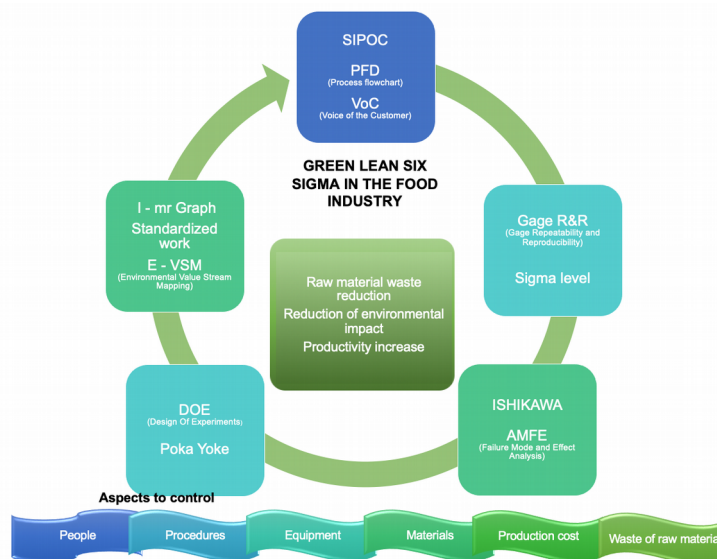 SIPOC
PFD
(Process flowchart)
VoC
(Voice of the Customer)
GREEN LEAN SIX
SIGMA IN THE FOOD
INDUSTRY
Gage R&R
(Gage Repeatability and
Reproducibility)
Sigma level
ISHIKAWA
AMFE
(Failure Mode and Effect
Analysis)
DOE
(Design Of Experiments)
Poka Yoke
I - mr Graph
Standardized
work
E - VSM
(Environmental Value Stream
Mapping)
Raw material waste
reduction
Reduction of environmental
impact
Productivity increase
Aspects to control
People
Procedures
Equipment
Materials
Production cost
Waste of raw material